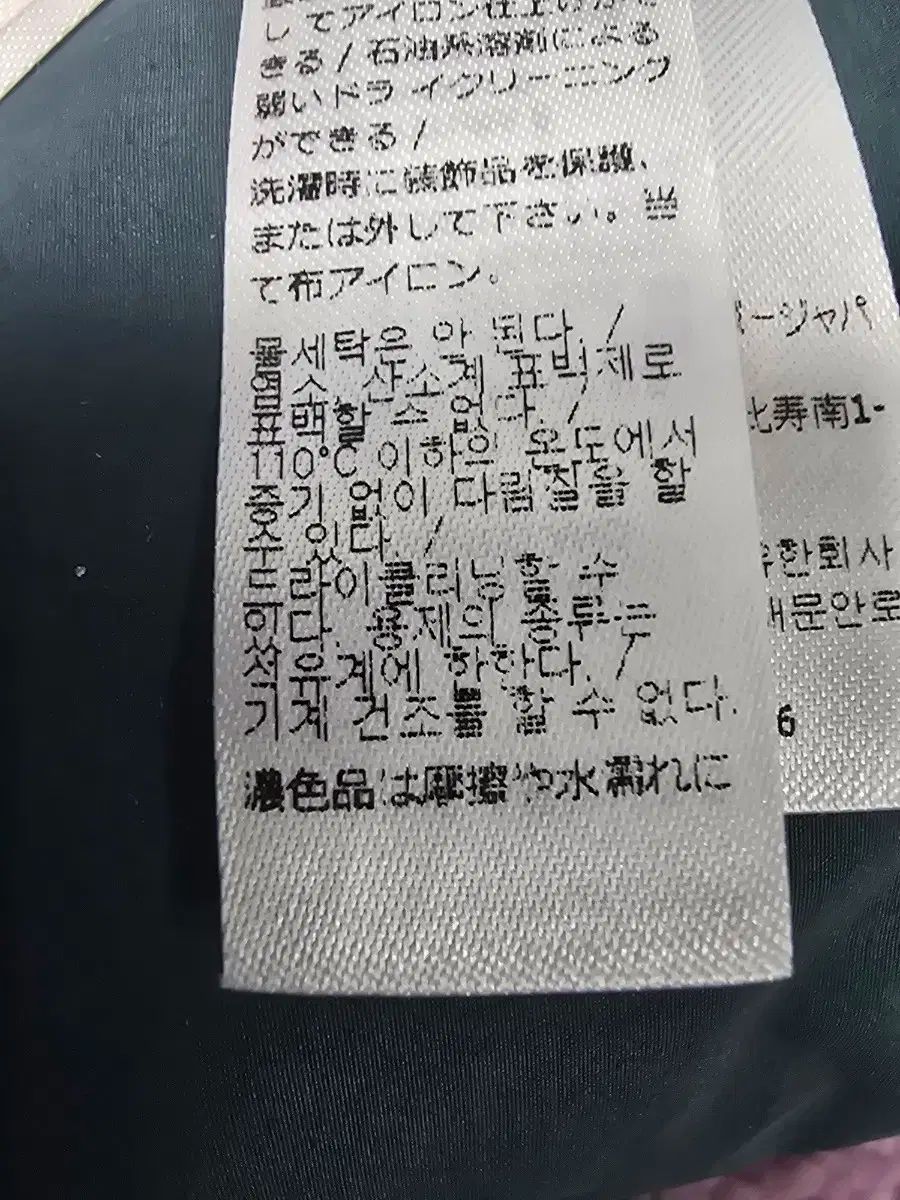 してアイロン仕上げがで
きる/石油系溶剤による
弱いドライクリーニング
ができる/
洗濯時に装飾品を保護、
または外して下さい。当
て布アイロン。
물세탁은 안 된다. /
염소, 산소계 표백제로
표백할 수 없다. /
110°C 이하의 온도에서
증기 없이 다림질을 할
수 있다. /
드라이클리닝할 수
있다. 용제의 종류는
석유계에 한한다. /
기계 건조를 할 수 없다.
濃色品は摩擦や水濡れに
ージャパ
比寿南1-
유한회사
문안로
6